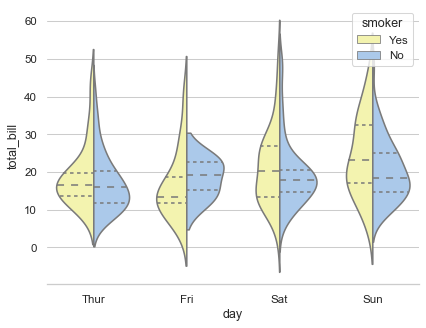 smoker
Yes
No
60
50
40
30
20
10
0
total_bill
Thur Fri Sat Sun
day